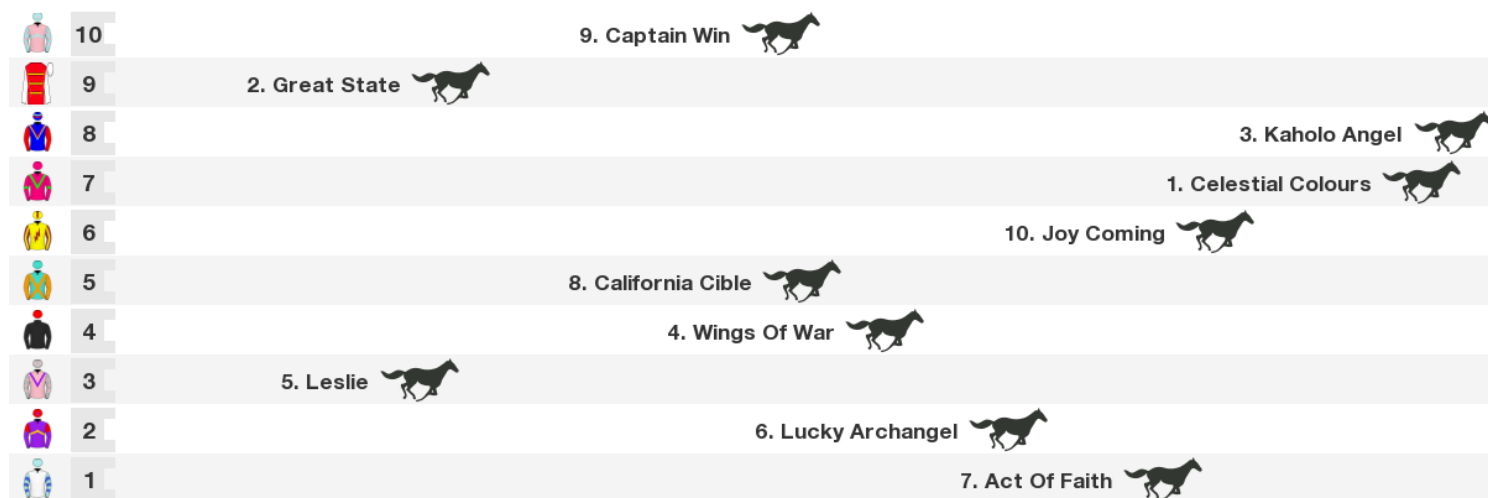 10 9. Captain Win
9 2. Great State
8 3. Kaholo Angel
7 1. Celestial Colours
6 10. Joy Coming
5 8. California Cible
4 4. Wings Of War
3 5. Leslie
2 6. Lucky Archangel
1 7. Act Of Faith